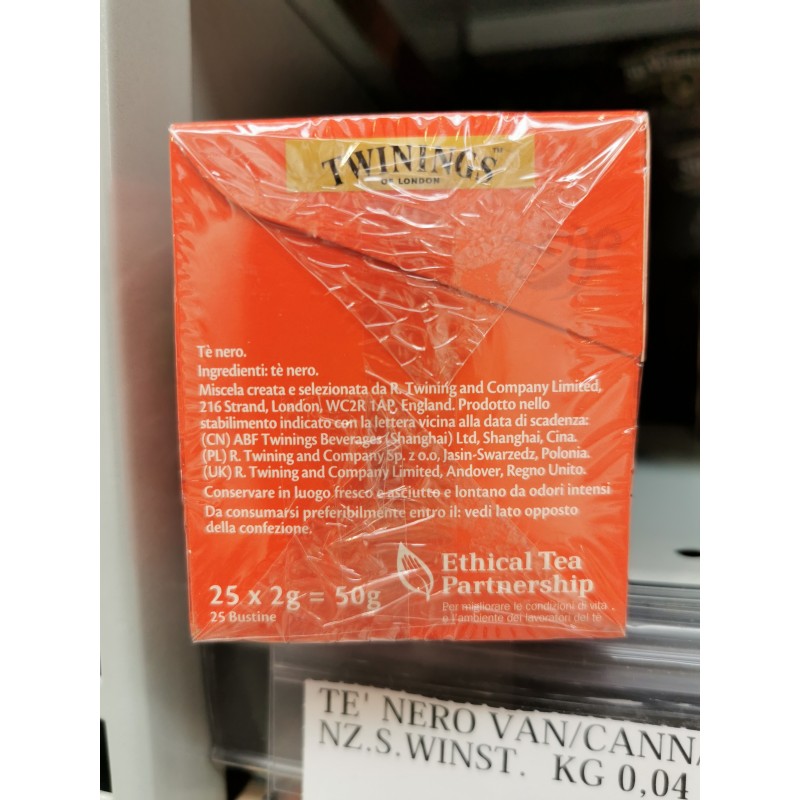 TWININGS™
OF LONDON
Tè nero.
Ingredienti: tè nero.
Miscela creata e selezionata da R. Twining and Company Limited,
216 Strand, London, WC2R 1AP, England. Prodotto nello
stabilimento indicato con la lettera vicina alla data di scadenza:
(CN) ABF Twinings Beverages (Shanghai) Ltd, Shanghai, Cina.
(PL) R. Twining and Company Sp. z o.o, Jasin-Swarzedz, Polonia.
(UK) R. Twining and Company Limited, Andover, Regno Unito.
Conservare in luogo fresco e asciutto e lontano da odori intensi
Da consumarsi preferibilmente entro il: vedi lato opposto
della confezione.
Ethical Tea
Partnership
Per migliorare le condizioni di vita
e l'ambiente dei lavoratori del tè
25 x 2g = 50g
25 Bustine
TE' NERO VAN/CANN
NZ.S.WINST. KG 0,04